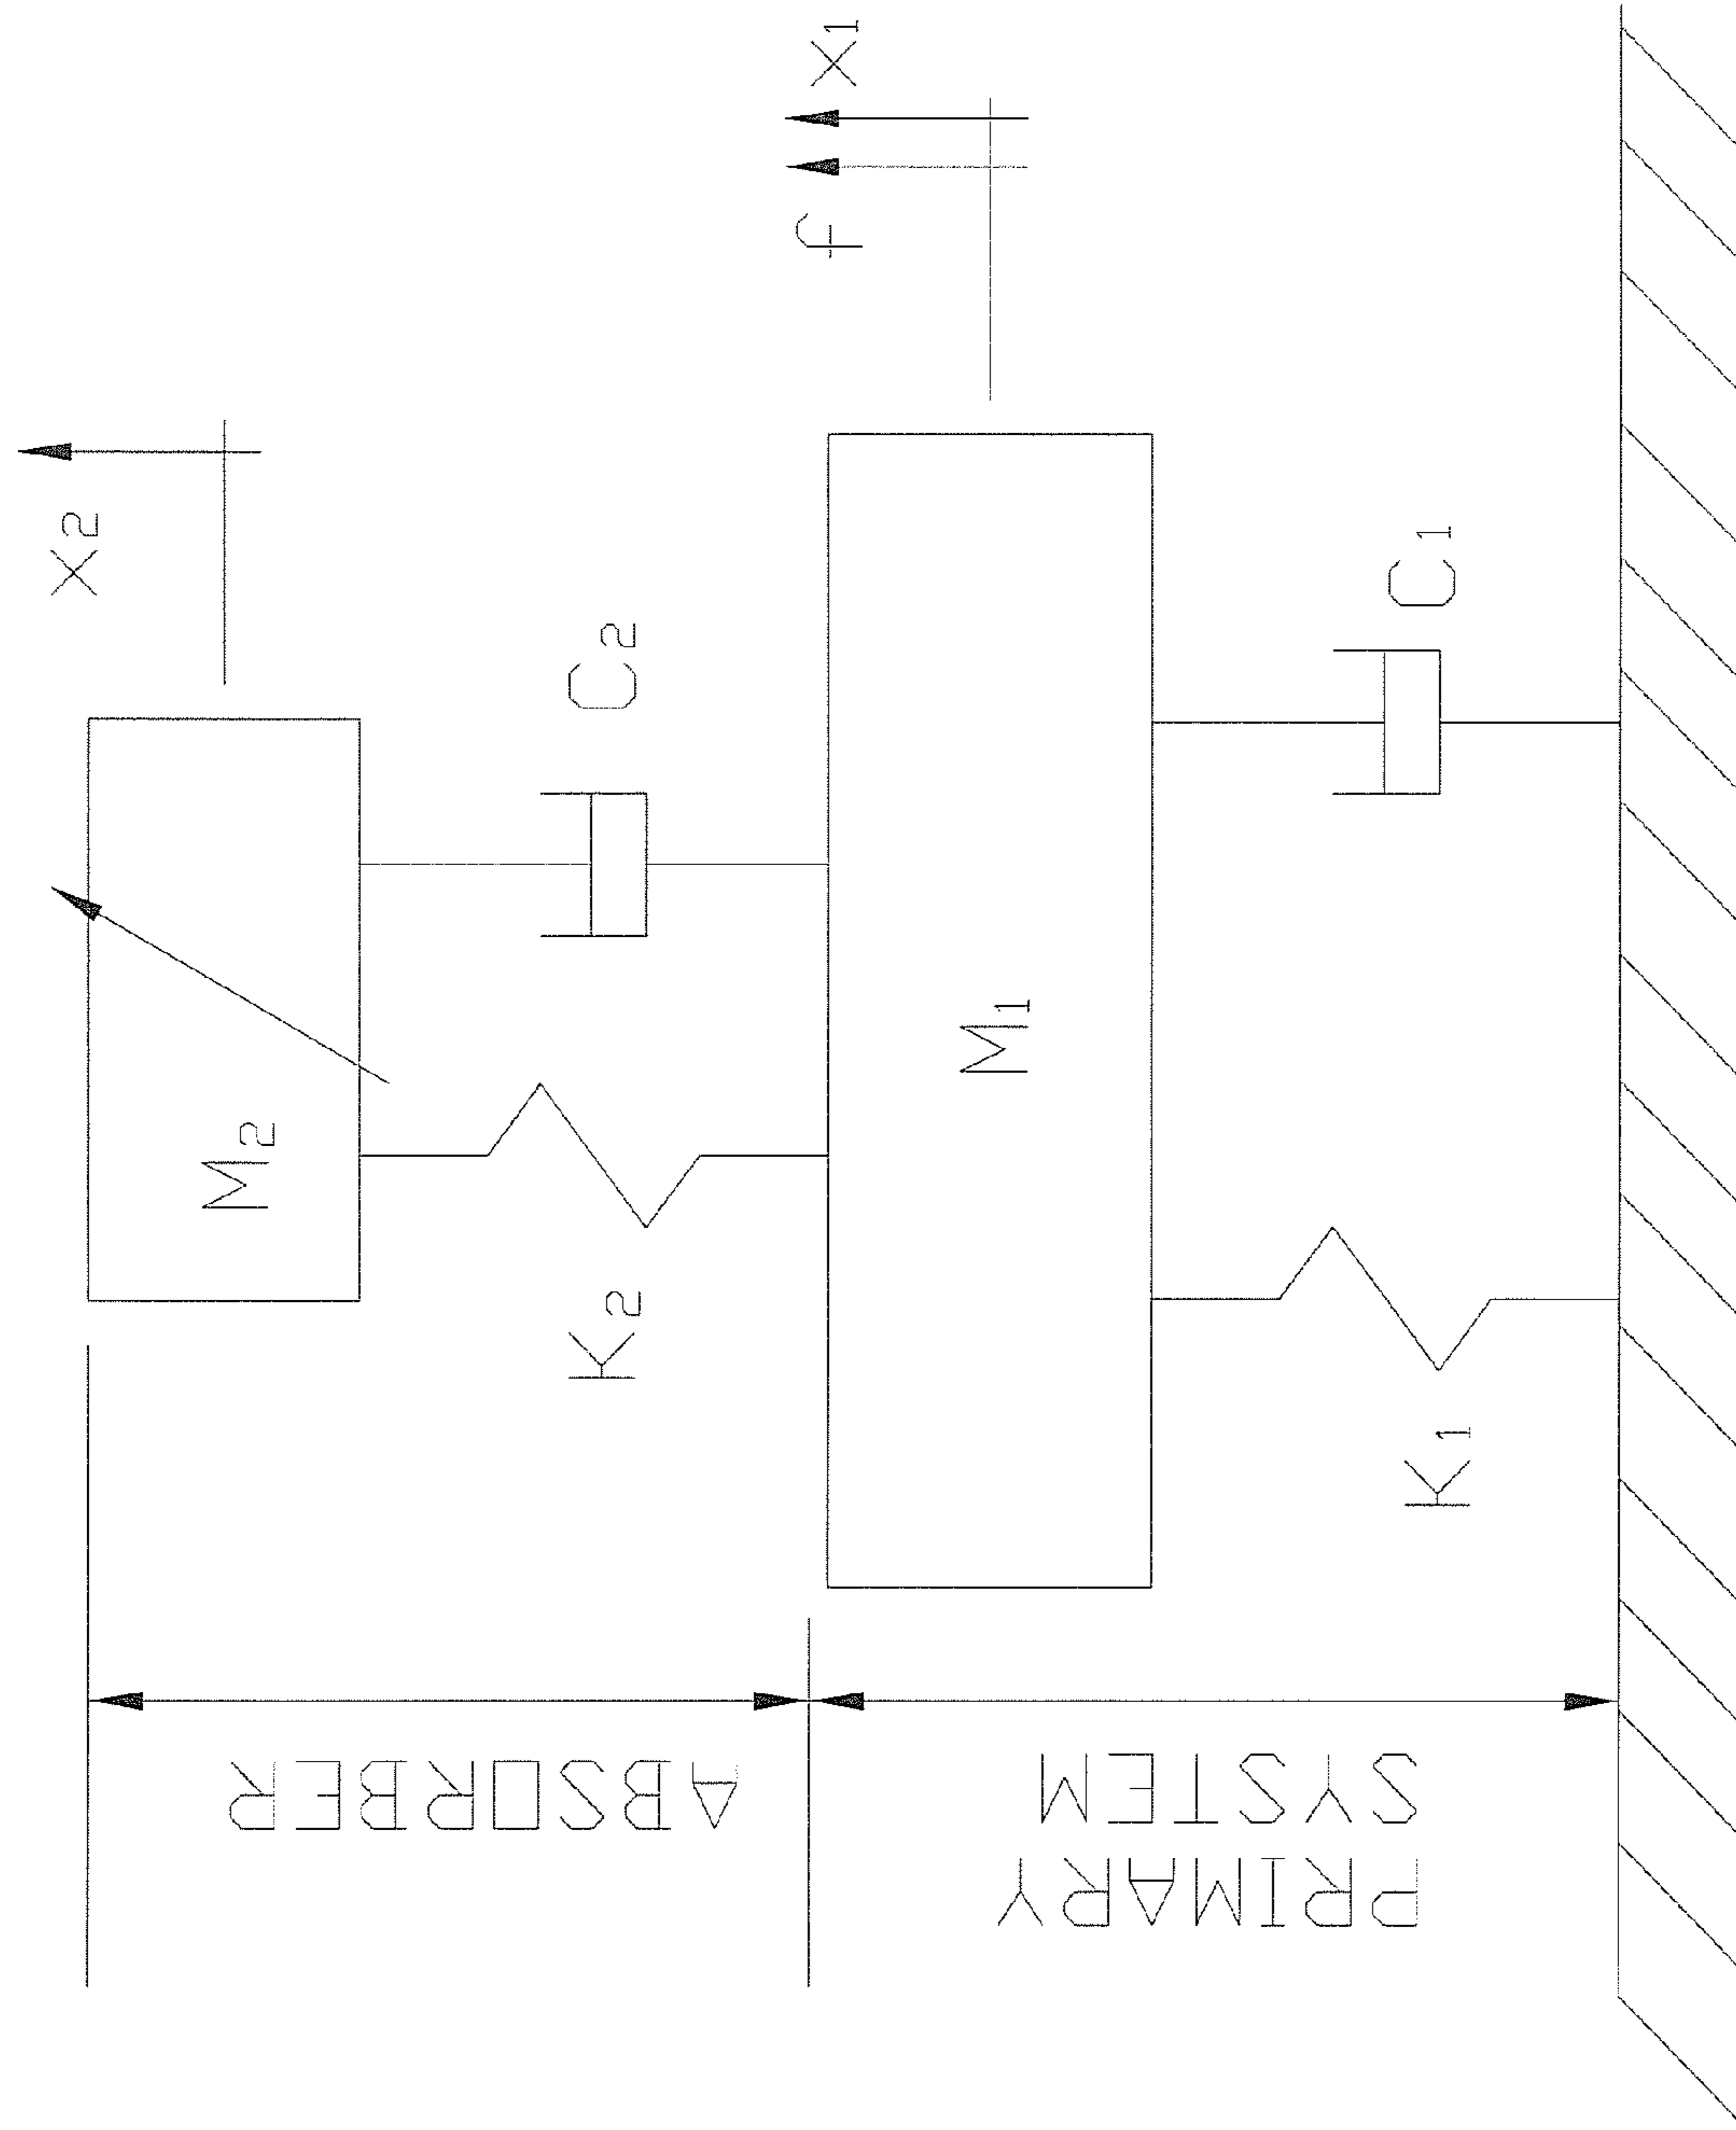 X2
X1
f
M2
C2
K2
M1
C1
K1
ABSORBER
PRIMARY
SYSTEM